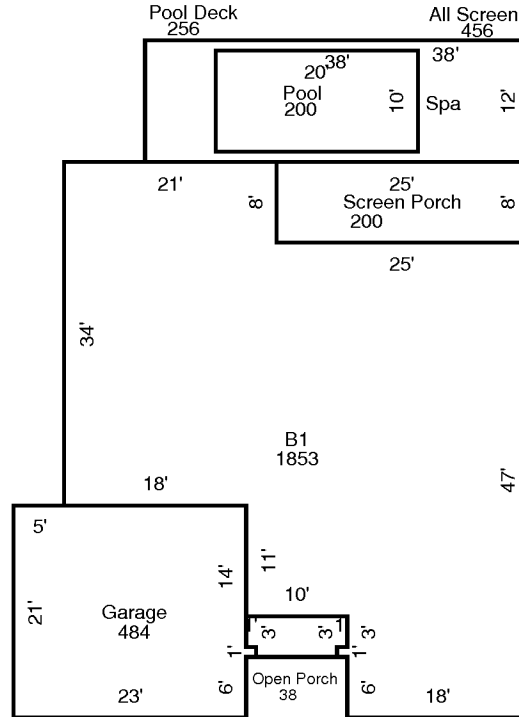 Pool Deck All Screen
256 456
38' 38'
20'
Pool
200
10' Spa 12'
21' 25'
8' Screen Porch 8'
200
25'
34'
B1
1853
47'
18'
5'
11'
14'
10'
21' Garage
484
1' 3' 3' 1' 3'
1' 1'
Open Porch
38
6' 6'
23' 18'